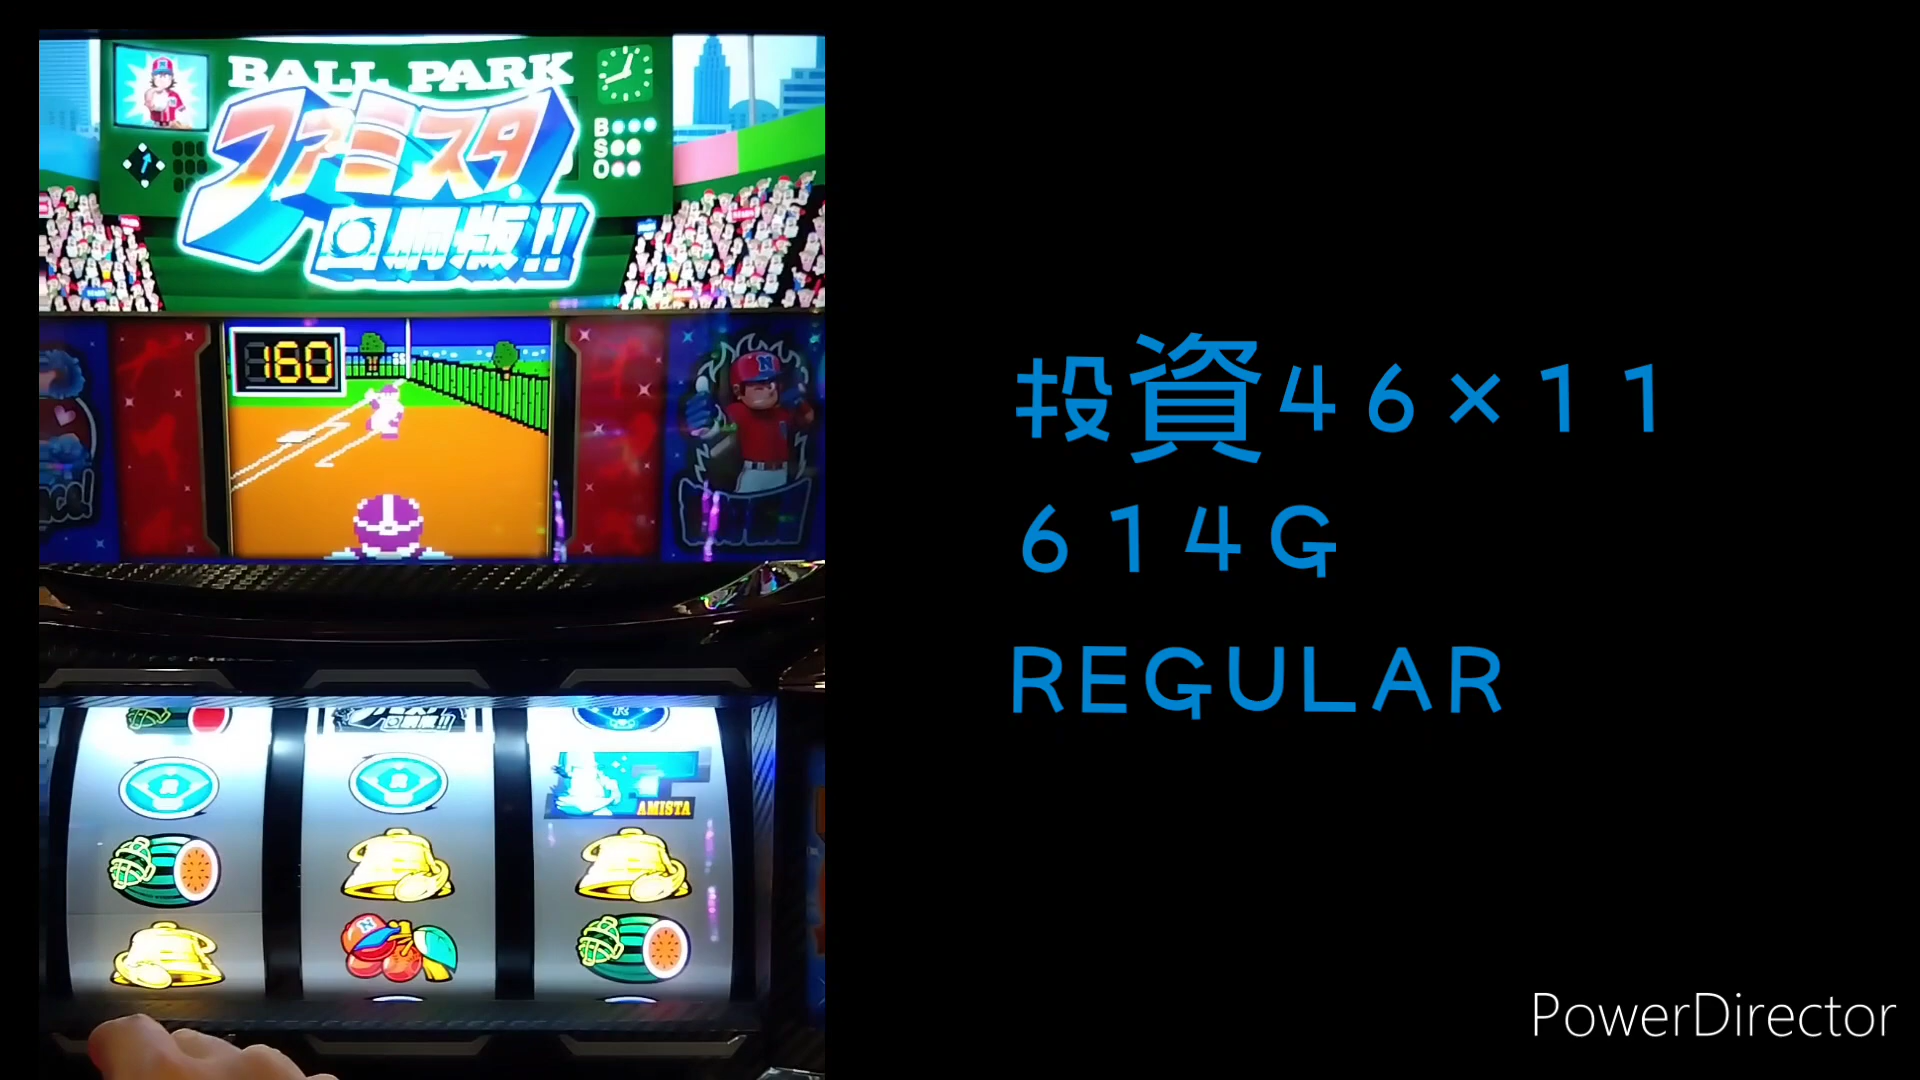 BALL PARK
ファミスタ
回胴版!!
B
S
O
160
N
AMISTA
N
投資46×11
614G
REGULAR
PowerDirector